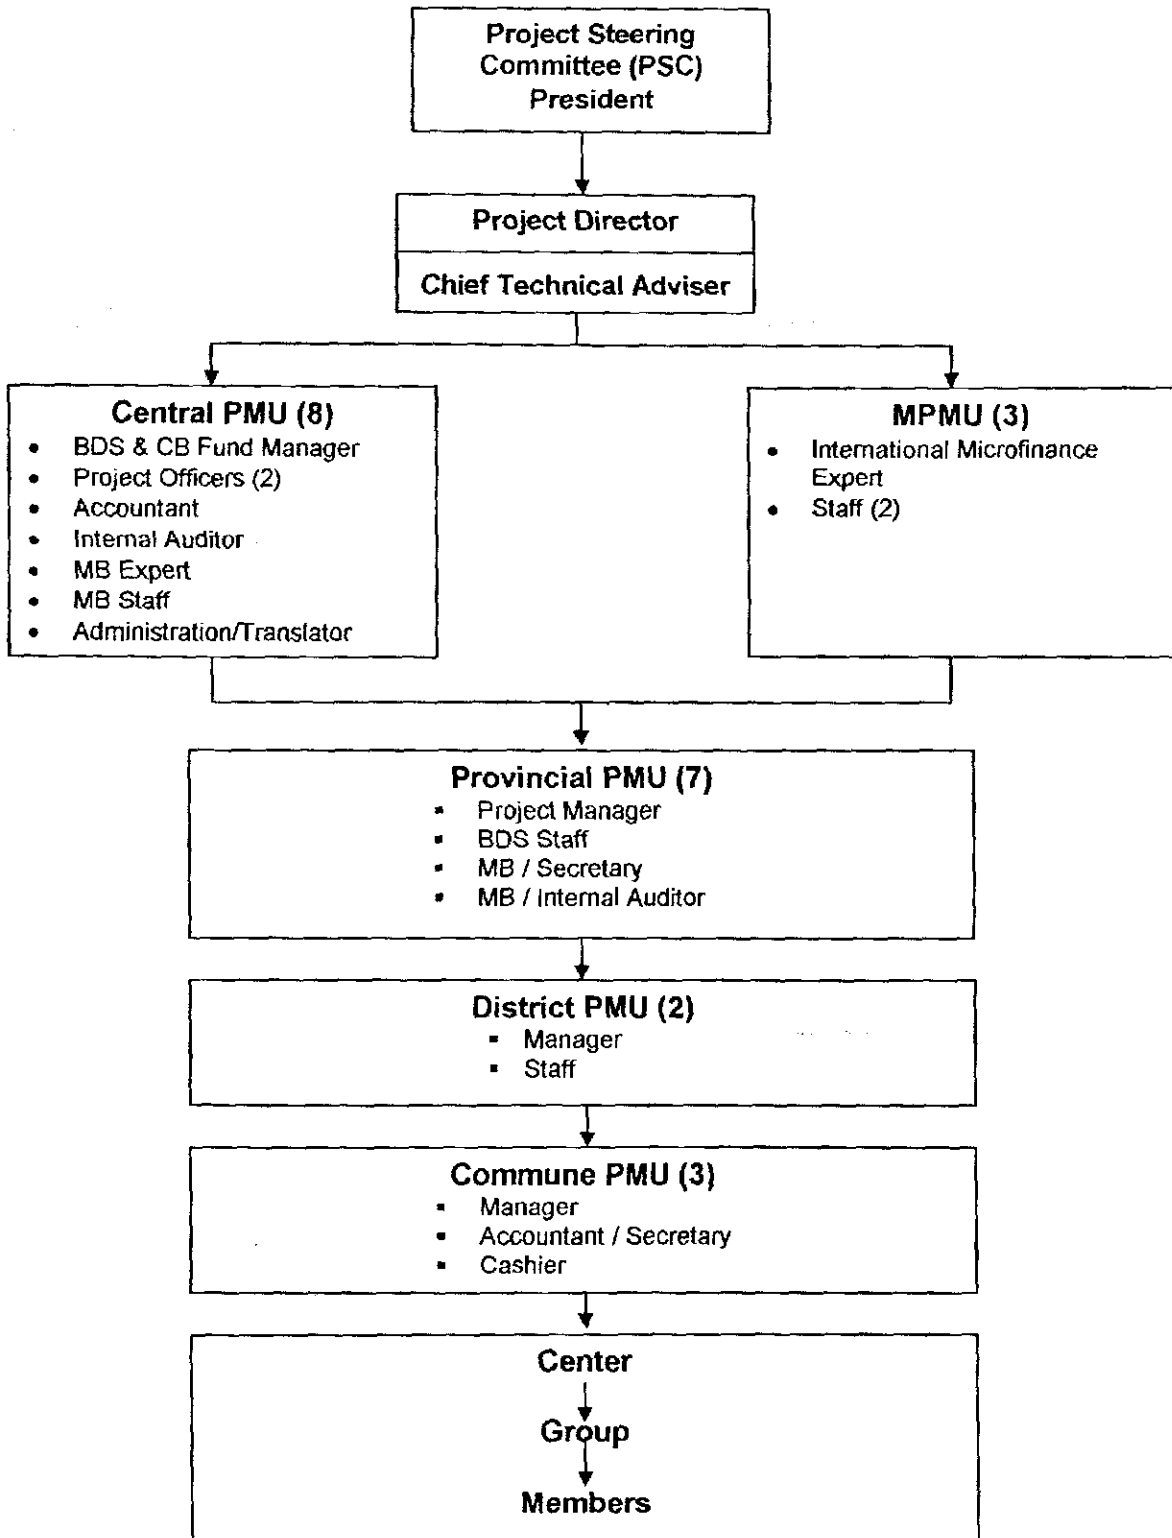 Project Steering
Committee (PSC)
President
Project Director
Chief Technical Adviser
Central PMU (8)
• BDS & CB Fund Manager
• Project Officers (2)
• Accountant
• Internal Auditor
• MB Expert
• MB Staff
• Administration/Translator
MPMU (3)
• International Microfinance
Expert
• Staff (2)
Provincial PMU (7)
▪ Project Manager
▪ BDS Staff
▪ MB / Secretary
▪ MB / Internal Auditor
District PMU (2)
▪ Manager
▪ Staff
Commune PMU (3)
▪ Manager
▪ Accountant / Secretary
▪ Cashier
Center
Group
Members